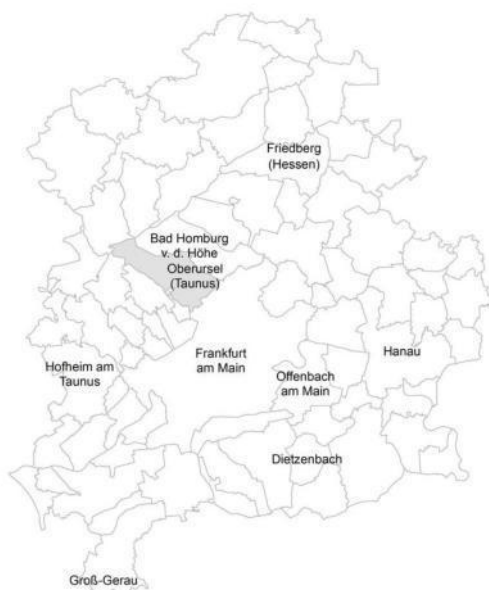 Friedberg
(Hessen)
Bad Homburg
v. d. Höhe
Oberursel
(Taunus)
Frankfurt
am Main
Hanau
Hofheim am
Taunus
Offenbach
am Main
Dietzenbach
Groß-Gerau